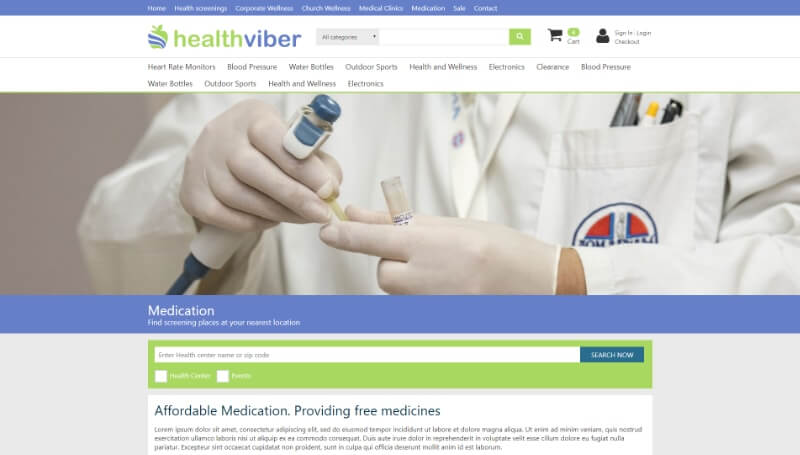 Home Health screenings Corporate Wellness Church Wellness Medical Clinics Medication Sale Contact
healthviber
All categories
Cart
Sign In
Login
Checkout
Heart Rate Monitors Blood Pressure Water Bottles Outdoor Sports Health and Wellness Electronics Clearance Blood Pressure
Water Bottles Outdoor Sports Health and Wellness Electronics
Medication
Find screening places at your nearest location
Enter Health center name or zip code
SEARCH NOW
Health Center Events
Affordable Medication. Providing free medicines
Lorem ipsum dolor sit amet, consectetur adipiscing elit, sed do eiusmod tempor incididunt ut labore et dolore magna aliqua. Ut enim ad minim veniam, quis nostrud
exercitation ullamco laboris nisi ut aliquip ex ea commodo consequat. Duis aute irure dolor in reprehenderit in voluptate velit esse cillum dolore eu fugiat nulla
pariatur. Excepteur sint occaecat cupidatat non proident, sunt in culpa qui officia deserunt mollit anim id est laborum.